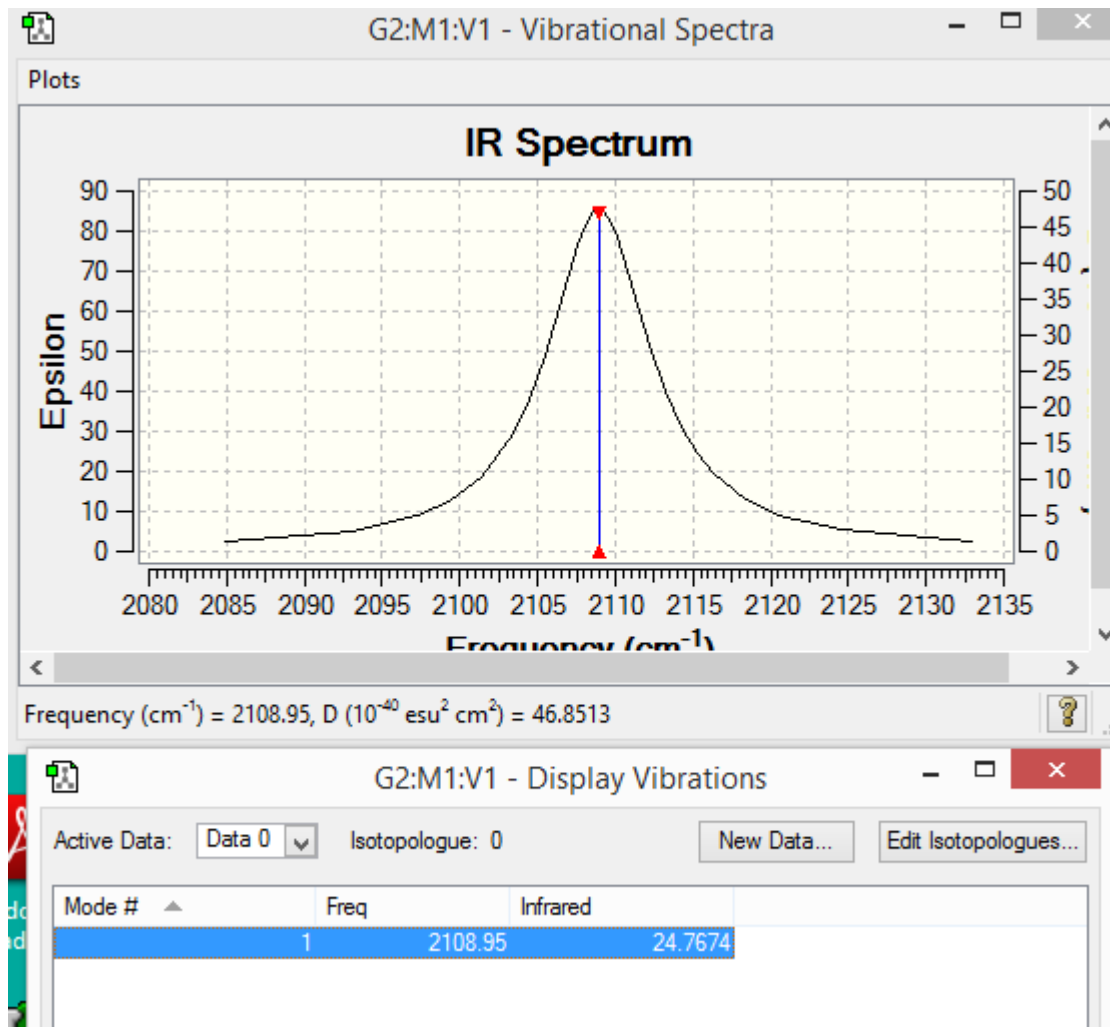 G2:M1:V1 - Vibrational Spectra
Plots
IR Spectrum
Epsilon
90
80
70
60
50
40
30
20
10
0
50
45
40
35
30
25
20
15
10
5
0
2080 2085 2090 2095 2100 2105 2110 2115 2120 2125 2130 2135
Frequency (cm⁻¹)
Frequency (cm⁻¹) = 2108.95, D (10⁻⁴⁰ esu² cm²) = 46.8513
G2:M1:V1 - Display Vibrations
Active Data: Data 0 Isotopologue: 0 New Data... Edit Isotopologues...
Mode # Freq Infrared
1 2108.95 24.7674